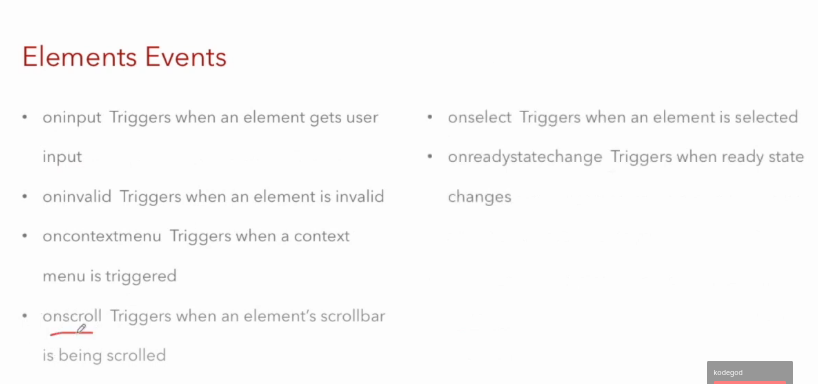 Elements Events
• oninput Triggers when an element gets user
input
• oninvalid Triggers when an element is invalid
• oncontextmenu Triggers when a context
menu is triggered
• onscroll Triggers when an element’s scrollbar
is being scrolled
• onselect Triggers when an element is selected
• onreadystatechange Triggers when ready state
changes
kodegod